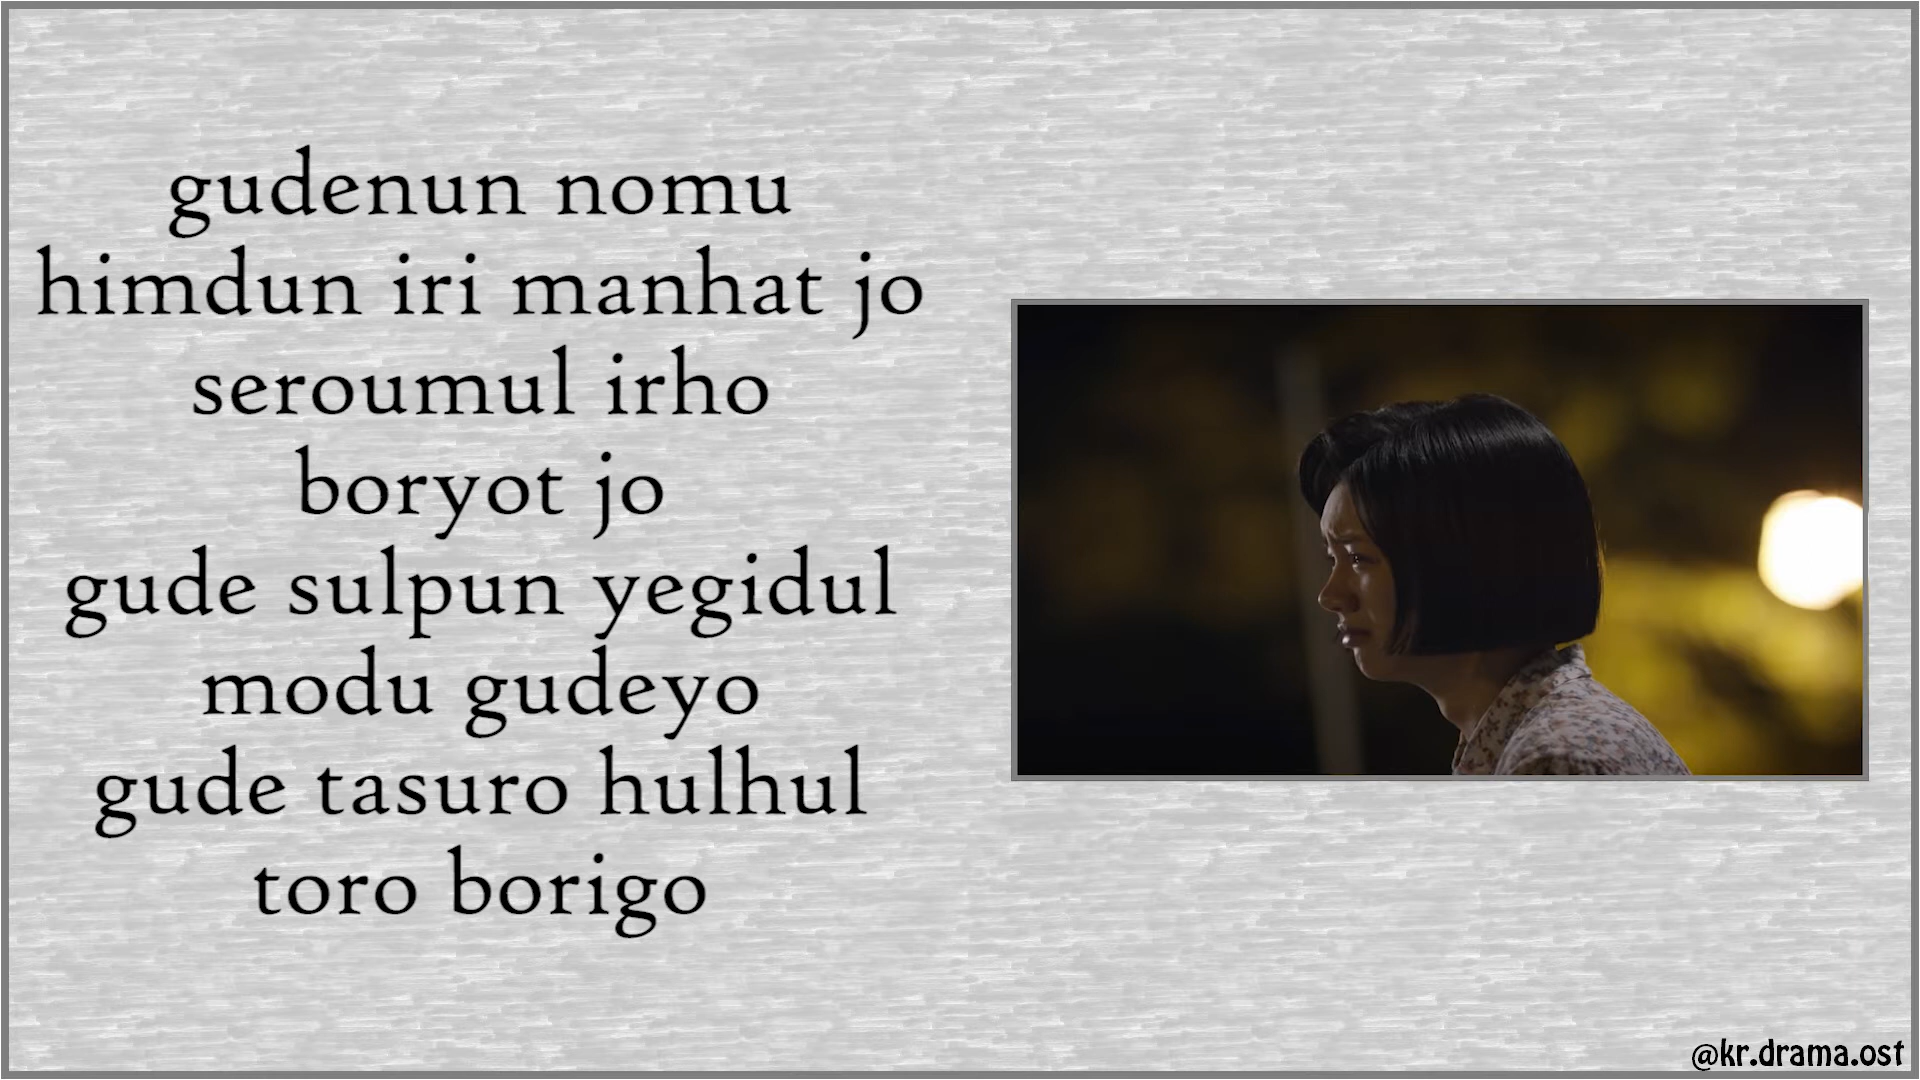 gudenun nomu
himdun iri manhat jo
seroumul irho
boryot jo
gude sulpun yegidul
modu gudeyo
gude tasuro hulhul
toro borigo
@kr.drama.ost